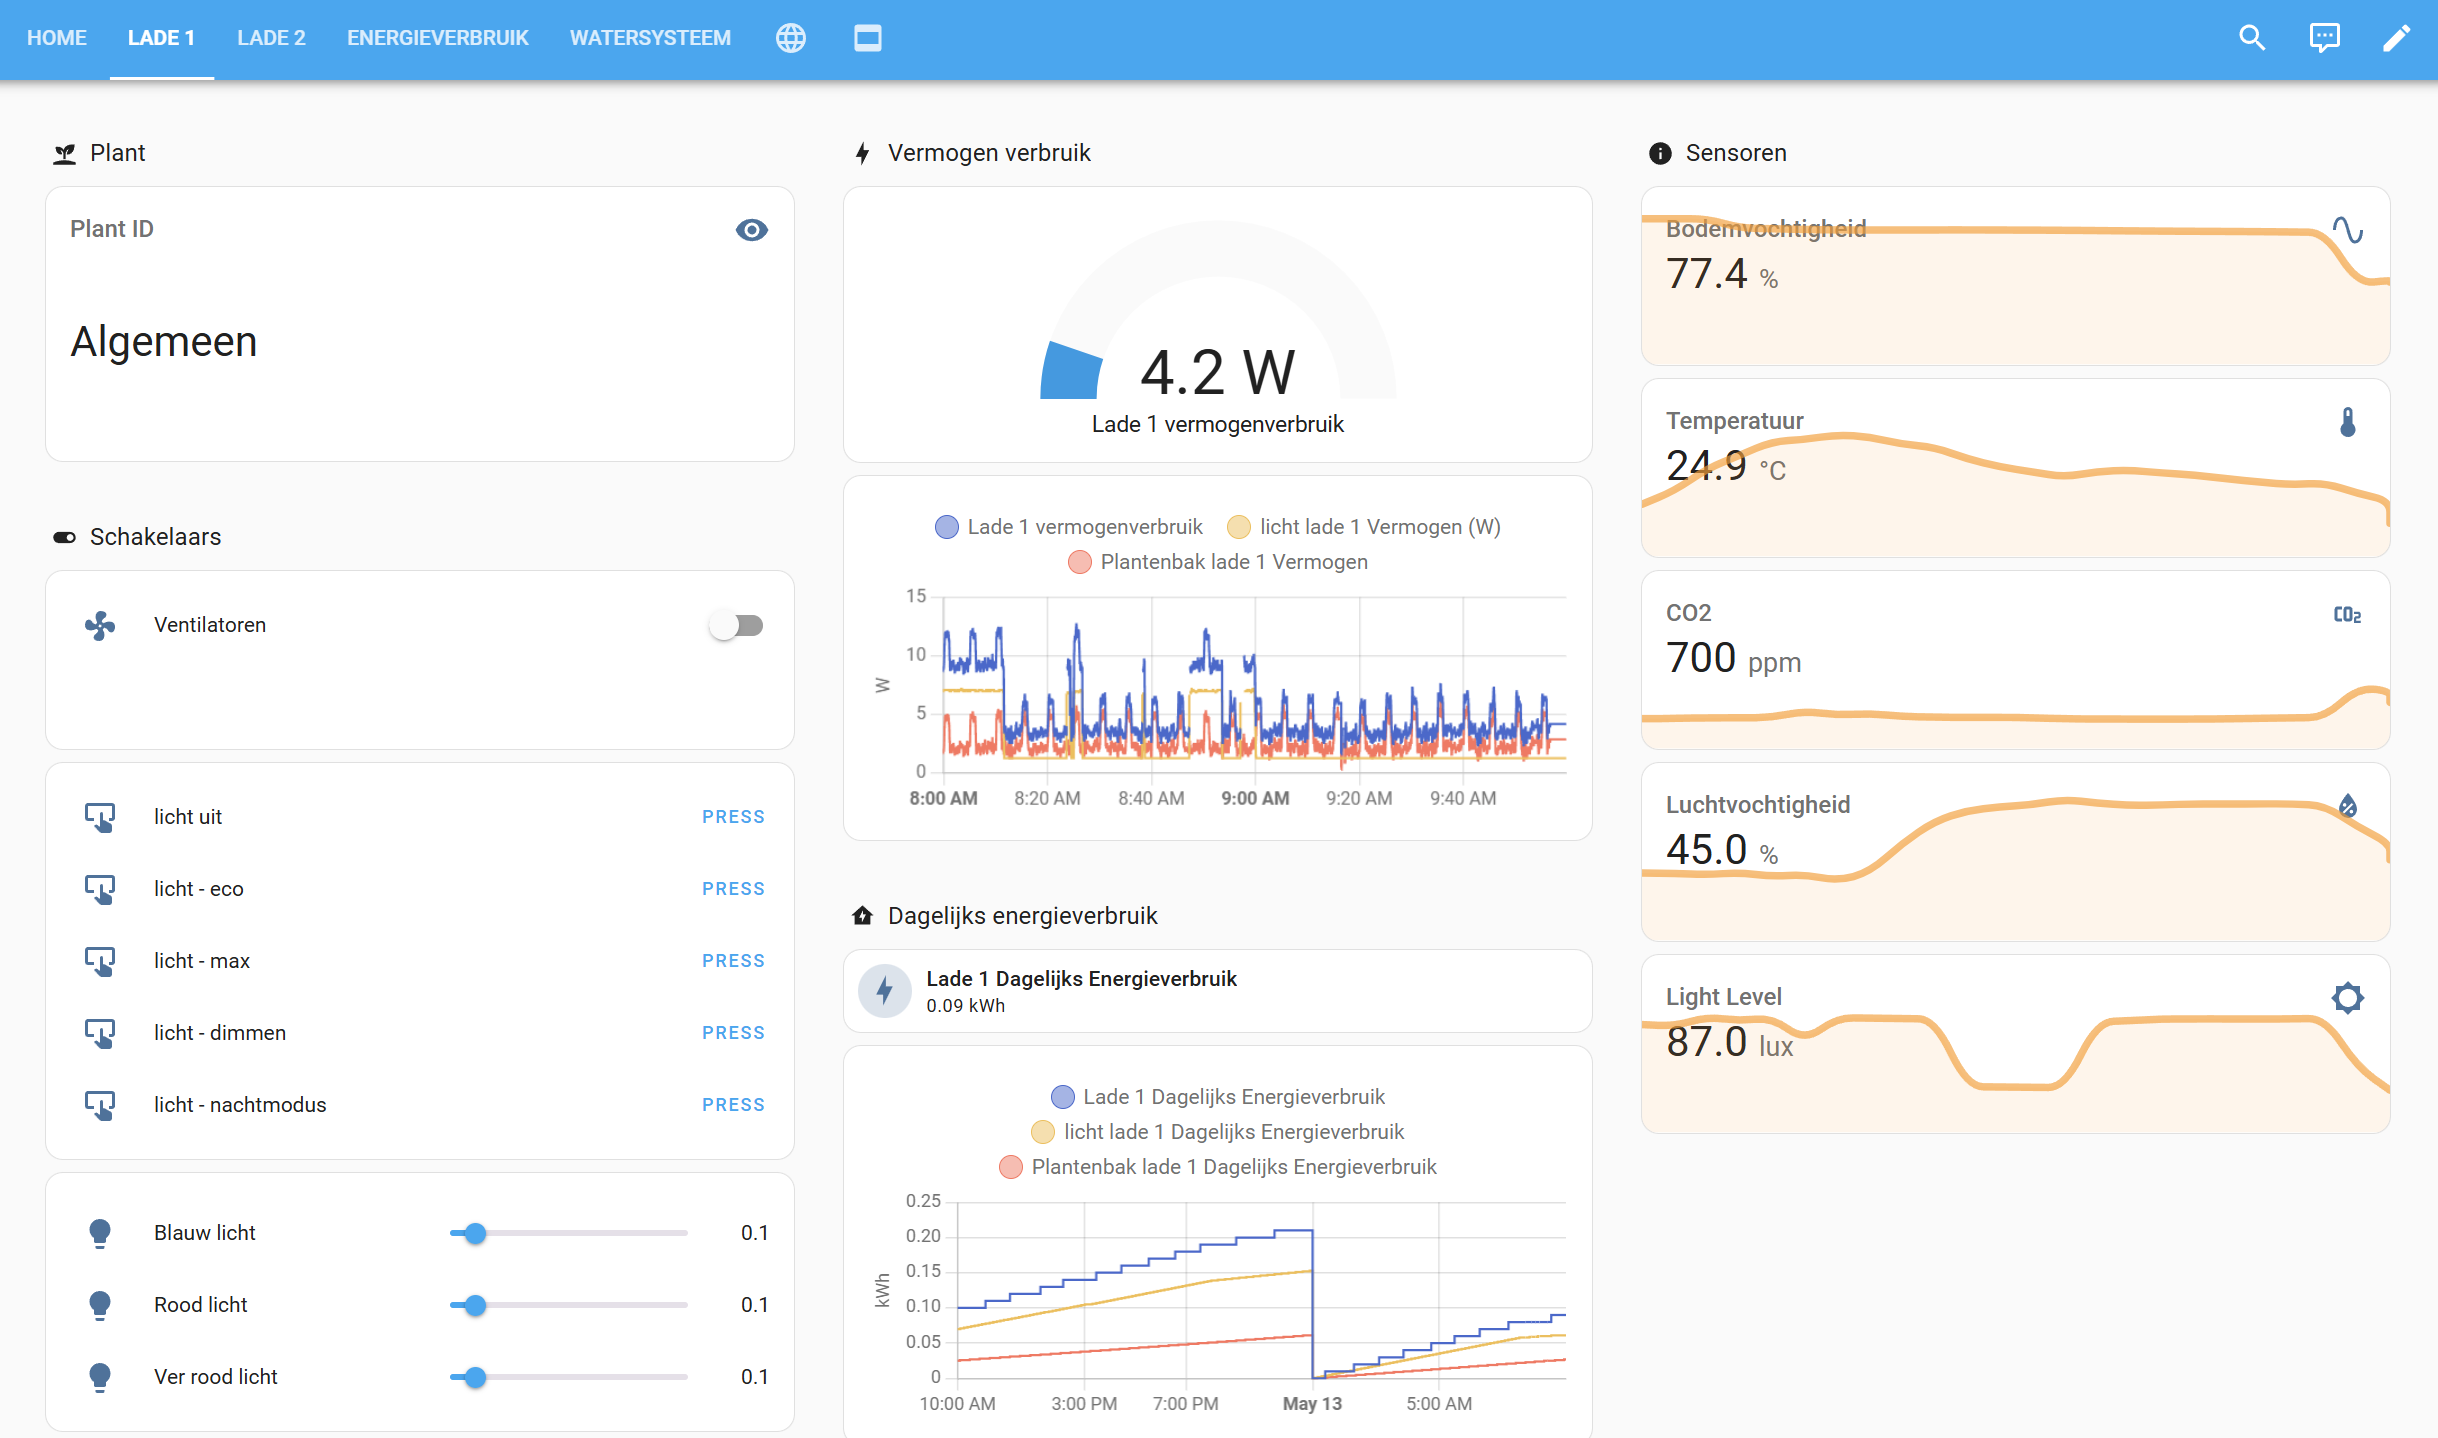 HOME LADE 1 LADE 2 ENERGIEVERBRUIK WATERSYSTEEM
Plant
Plant ID
Algemeen
Schakelaars
Ventilatoren
licht uit PRESS
licht - eco PRESS
licht - max PRESS
licht - dimmen PRESS
licht - nachtmodus PRESS
Blauw licht 0.1
Rood licht 0.1
Ver rood licht 0.1
Vermogen verbruik
4.2 W
Lade 1 vermogenverbruik
Lade 1 vermogenverbruik licht lade 1 Vermogen (W)
Plantenbak lade 1 Vermogen
15
10
5
0
W
8:00 AM 8:20 AM 8:40 AM 9:00 AM 9:20 AM 9:40 AM
Dagelijks energieverbruik
Lade 1 Dagelijks Energieverbruik
0.09 kWh
Lade 1 Dagelijks Energieverbruik
licht lade 1 Dagelijks Energieverbruik
Plantenbak lade 1 Dagelijks Energieverbruik
0.25
0.20
0.15
0.10
0.05
0
kWh
10:00 AM 3:00 PM 7:00 PM May 13 5:00 AM
Sensoren
Bodemvochtigheid
77.4 %
Temperatuur
24.9 °C
CO2 CO2
700 ppm
Luchtvochtigheid
45.0 %
Light Level
87.0 lux